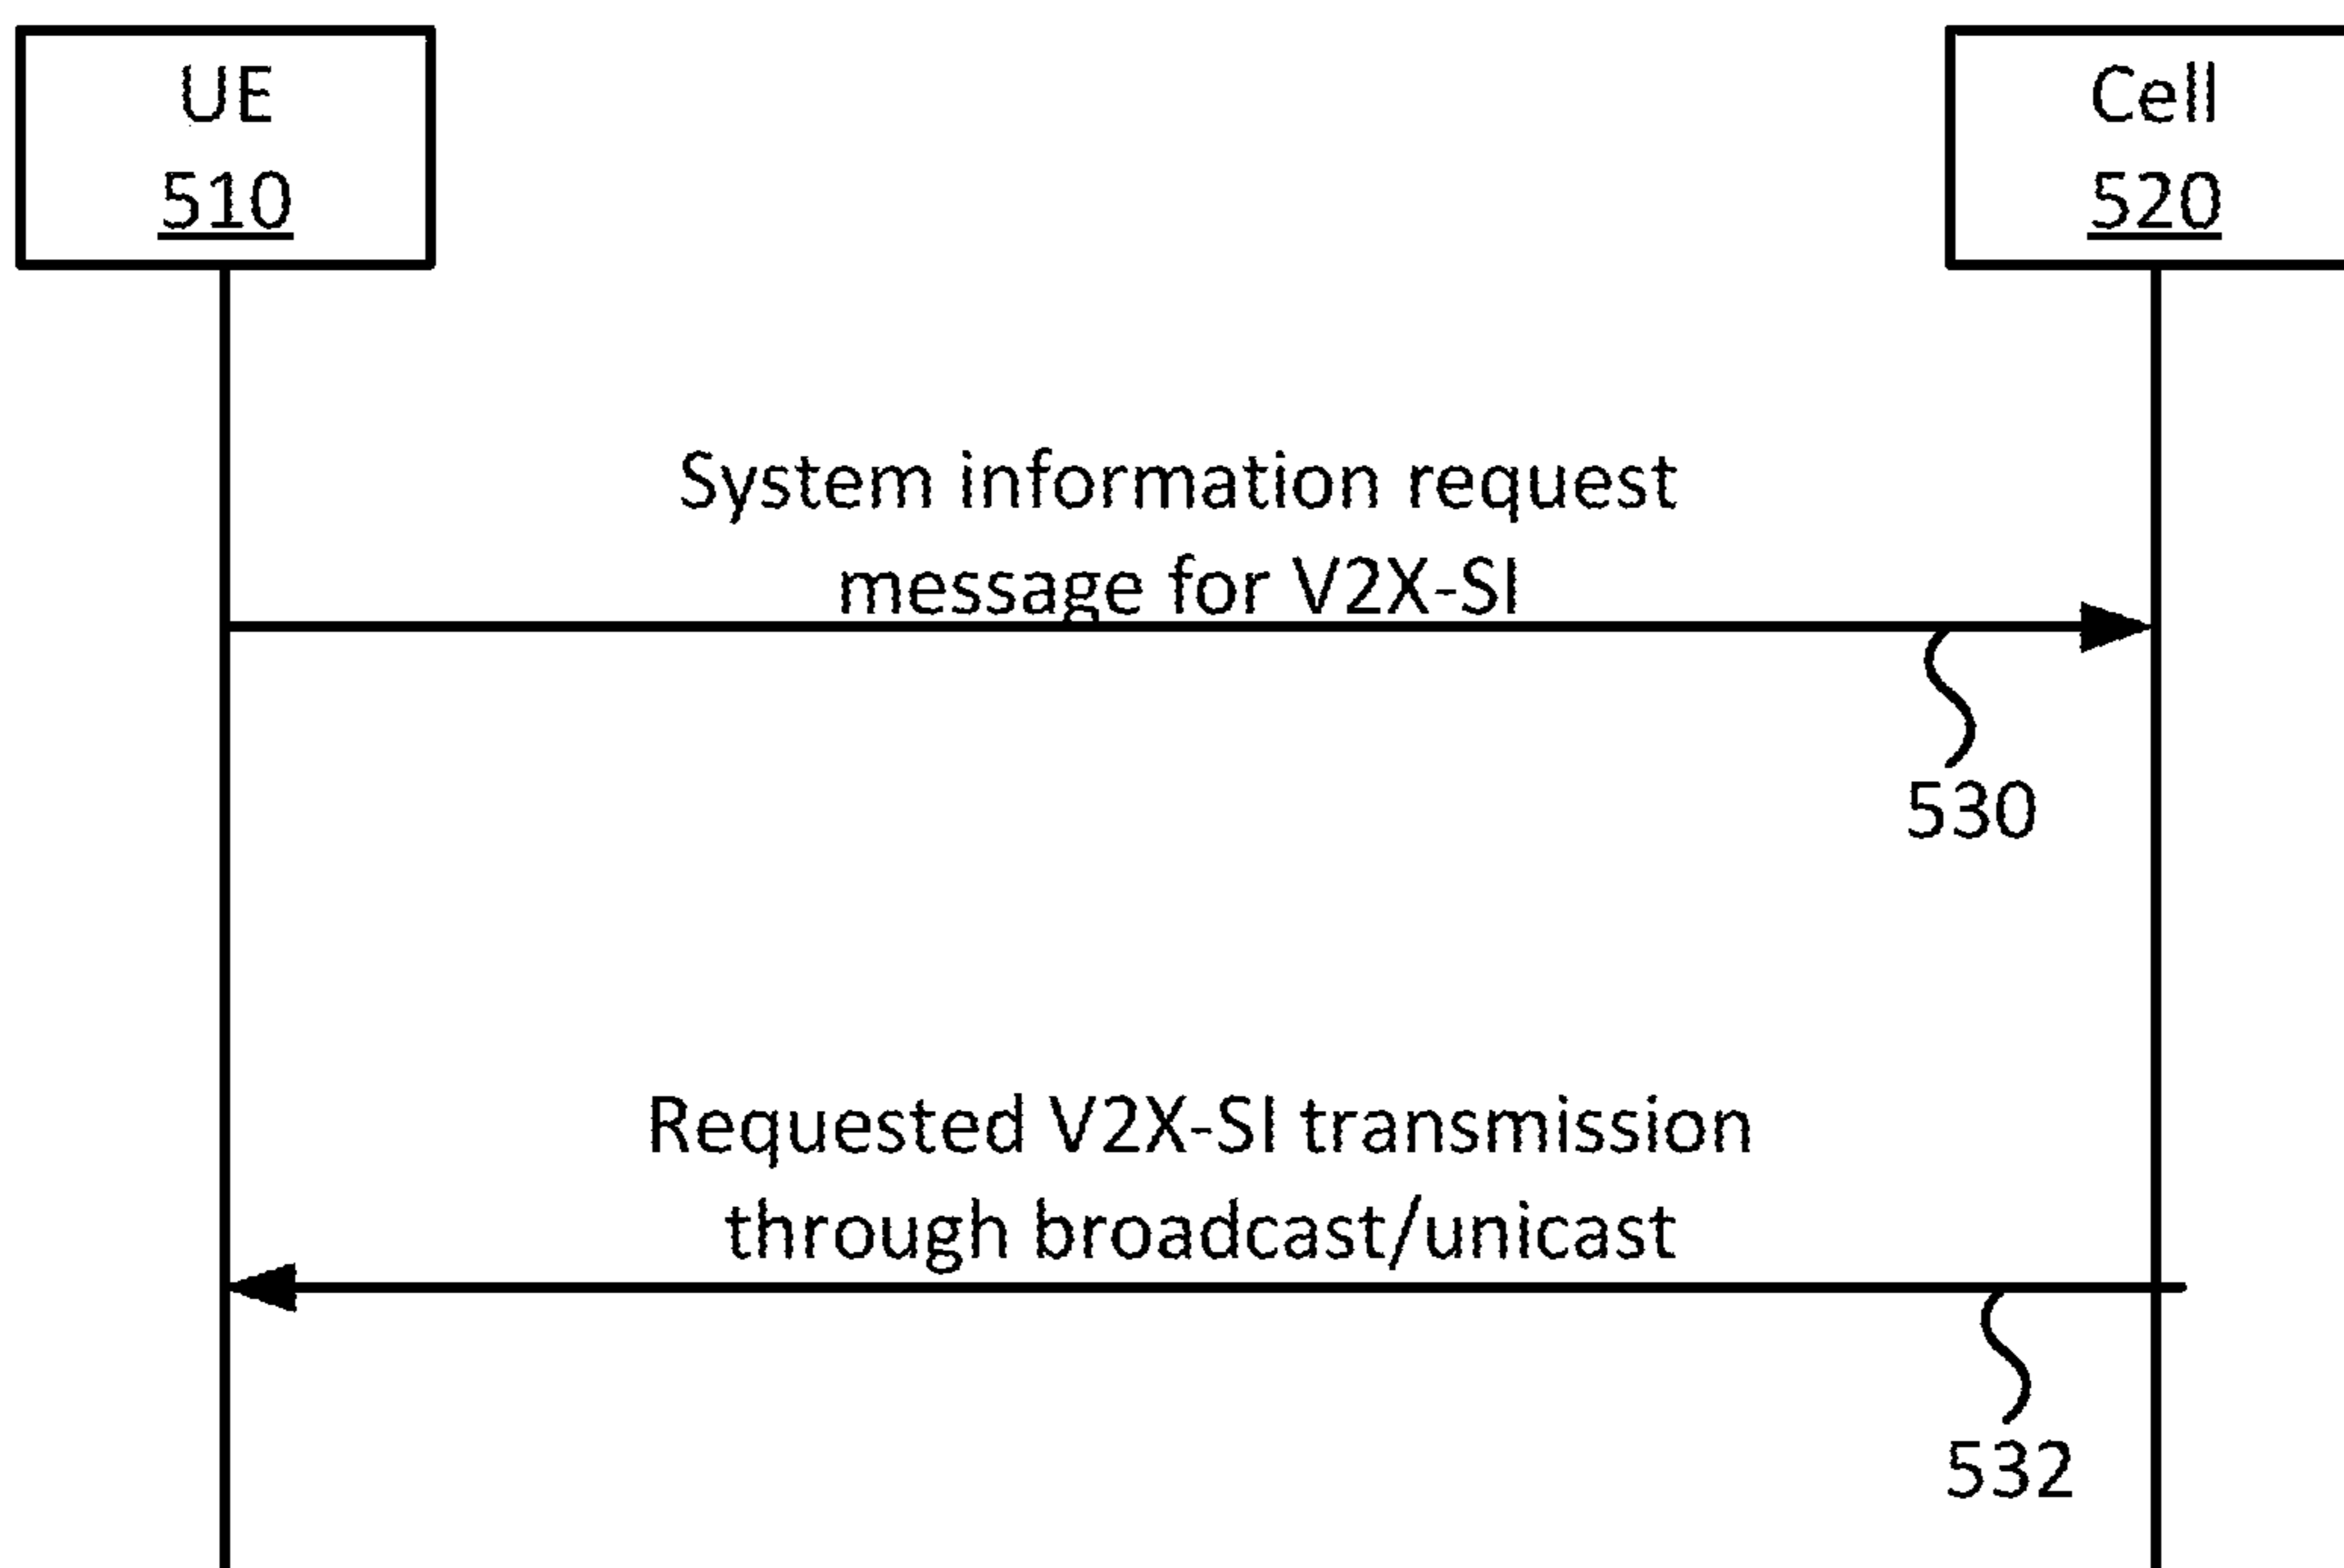 UE
510
Cell
520
System information request
message for V2X-SI
530
Requested V2X-SI transmission
through broadcast/unicast
532